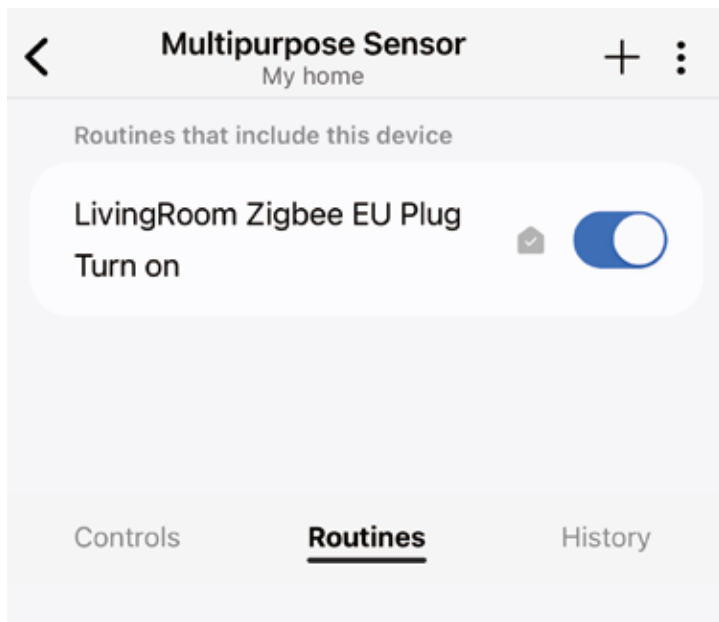 Multipurpose Sensor
My home
Routines that include this device
LivingRoom Zigbee EU Plug
Turn on
Controls Routines History